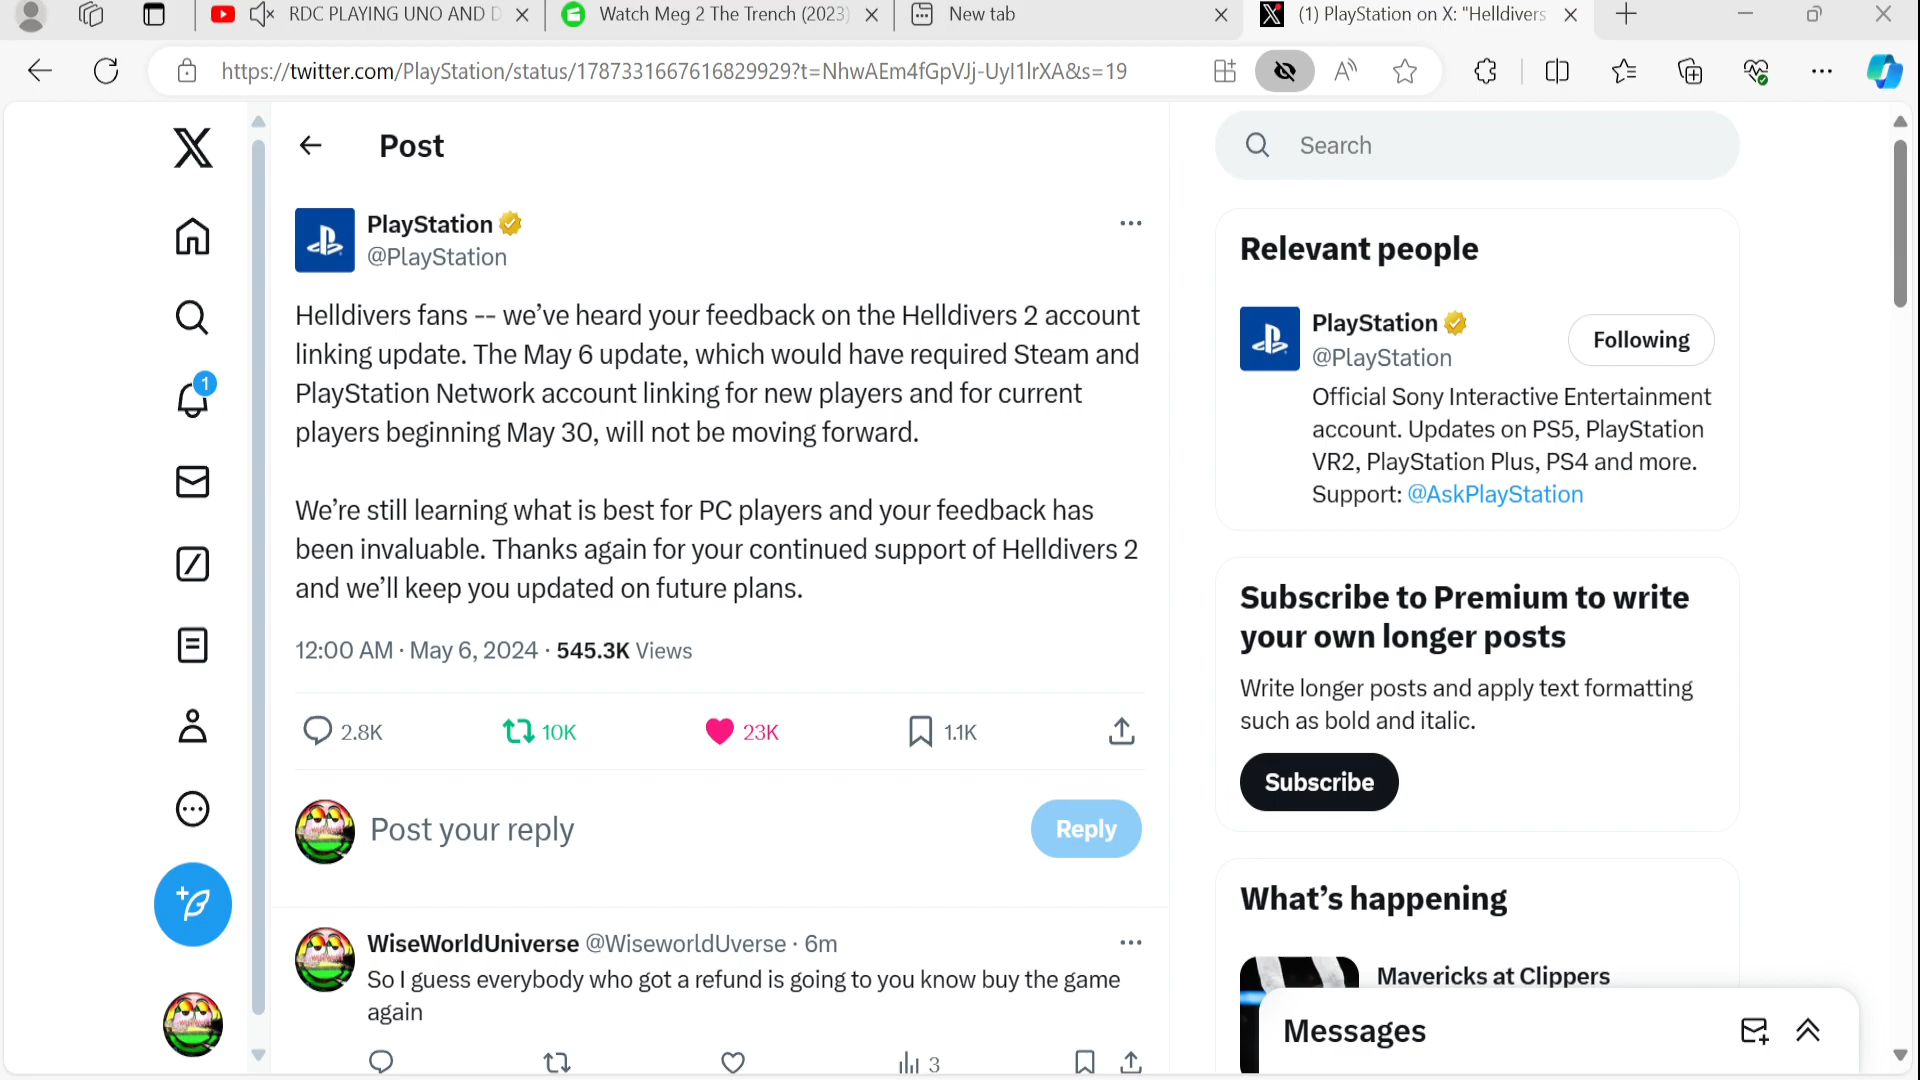 RDC PLAYING UNO AND D
Watch Meg 2 The Trench (2023)
New tab
(1) PlayStation on X: "Helldivers
https://twitter.com/PlayStation/status/1787331667616829929?t=NhwAEm4fGpVJj-UyI1lrXA&s=19
Post
PlayStation
@PlayStation
Helldivers fans -- we’ve heard your feedback on the Helldivers 2 account
linking update. The May 6 update, which would have required Steam and
PlayStation Network account linking for new players and for current
players beginning May 30, will not be moving forward.
We’re still learning what is best for PC players and your feedback has
been invaluable. Thanks again for your continued support of Helldivers 2
and we’ll keep you updated on future plans.
12:00 AM · May 6, 2024 · 545.3K Views
2.8K
10K
23K
1.1K
Post your reply
Reply
WiseWorldUniverse @WiseworldUverse · 6m
So I guess everybody who got a refund is going to you know buy the game
again
3
1
Search
Relevant people
PlayStation
@PlayStation
Following
Official Sony Interactive Entertainment
account. Updates on PS5, PlayStation
VR2, PlayStation Plus, PS4 and more.
Support: @AskPlayStation
Subscribe to Premium to write
your own longer posts
Write longer posts and apply text formatting
such as bold and italic.
Subscribe
What’s happening
Mavericks at Clippers
Messages